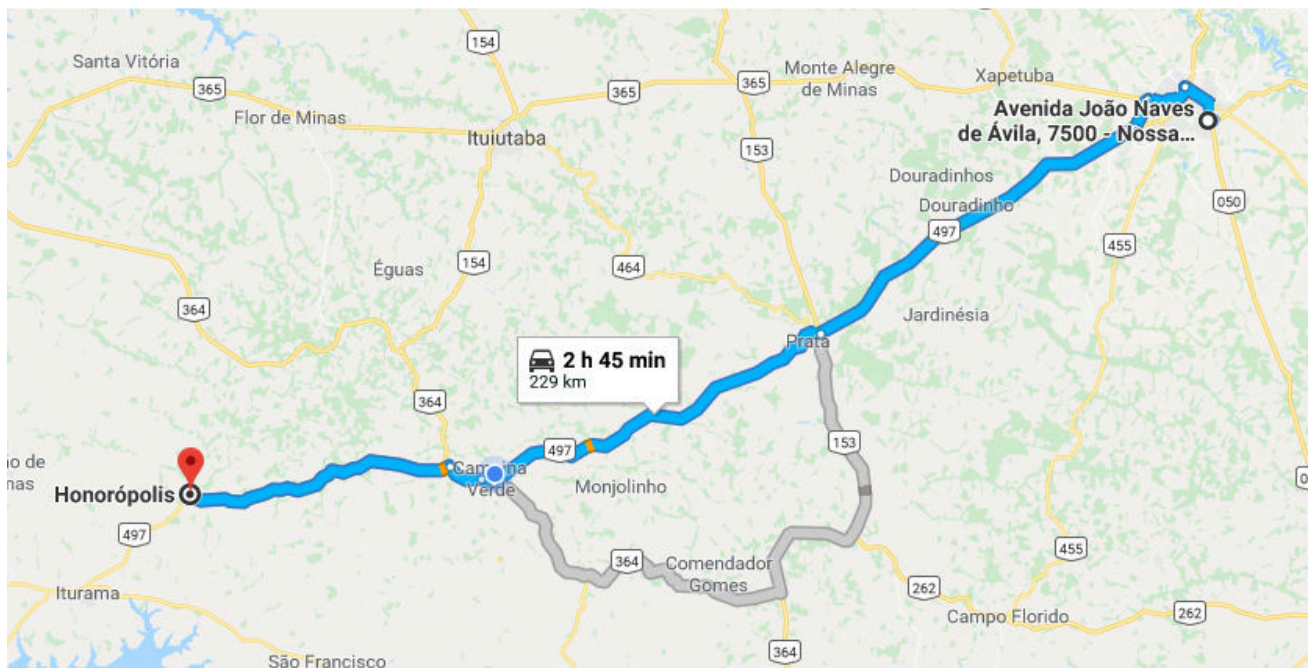 154
Santa Vitória
365
365
365
Monte Alegre
de Minas
Xapetuba
Flor de Minas
Ituiutaba
Avenida João Naves
de Ávila, 7500 - Nossa...
153
Douradinhos
Douradinho
050
497
455
Éguas
154
464
364
Jardinésia
Prata
2 h 45 min
229 km
364
497
153
Campina
Verde
Monjolinho
Honorópolis
497
364
Comendador
Gomes
455
Iturama
262
Campo Florido
262
São Francisco
364